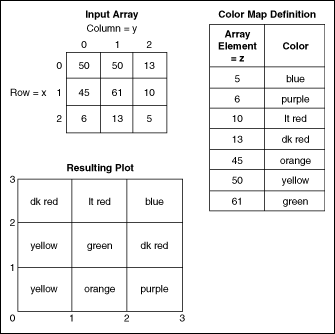 Input Array
Column = y
0 1 2
0 50 50 13
Row = x 1 45 61 10
2 6 13 5
Color Map Definition
Array Element = z Color
5 blue
6 purple
10 lt red
13 dk red
45 orange
50 yellow
61 green
Resulting Plot
3
dk red lt red blue
2
yellow green dk red
1
yellow orange purple
0 1 2 3